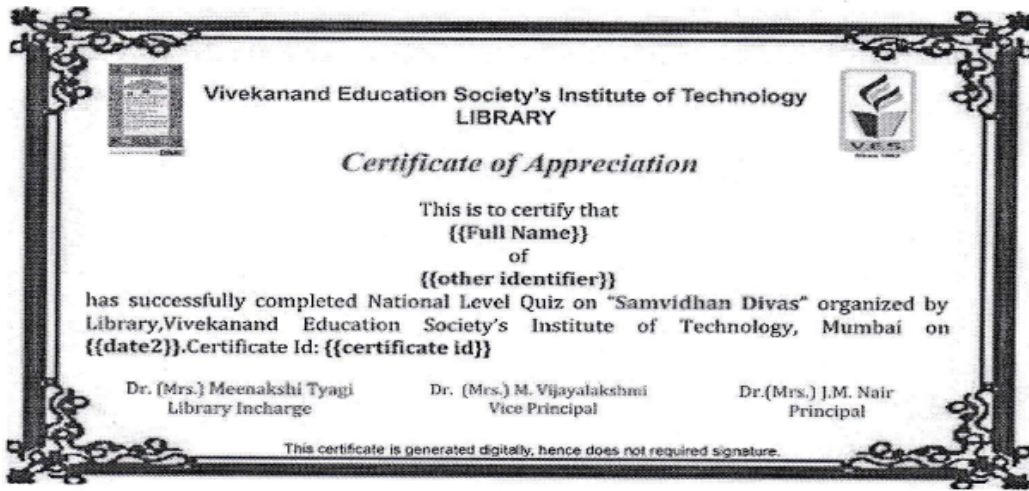 Vivekanand Education Society's Institute of Technology
LIBRARY
V.E.S.
Since 1962
Certificate of Appreciation
This is to certify that
{{Full Name}}
of
{{other identifier}}
has successfully completed National Level Quiz on "Samvidhan Divas" organized by
Library,Vivekanand Education Society's Institute of Technology, Mumbai on
{{date2}}.Certificate Id: {{certificate id}}
Dr. (Mrs.) Meenakshi Tyagi
Library Incharge
Dr. (Mrs.) M. Vijayalakshmi
Vice Principal
Dr.(Mrs.) J.M. Nair
Principal
This certificate is generated digitally, hence does not required signature.